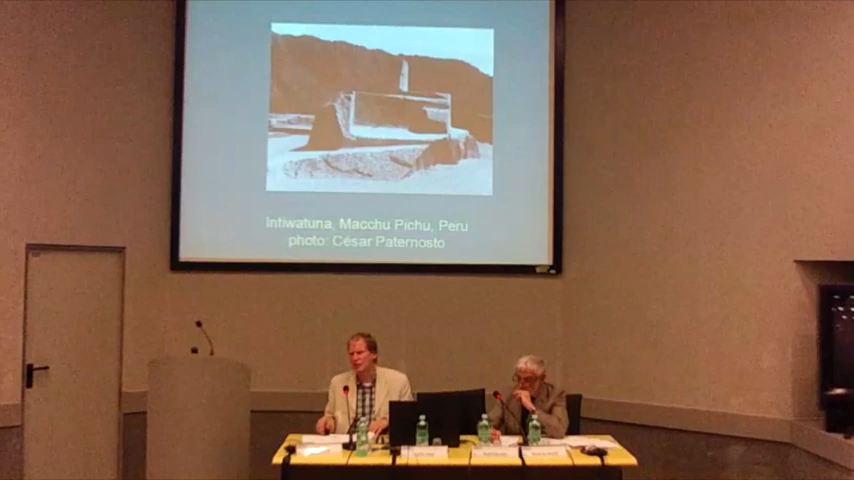 Intiwatuna, Macchu Pichu, Peru
photo: César Paternosto